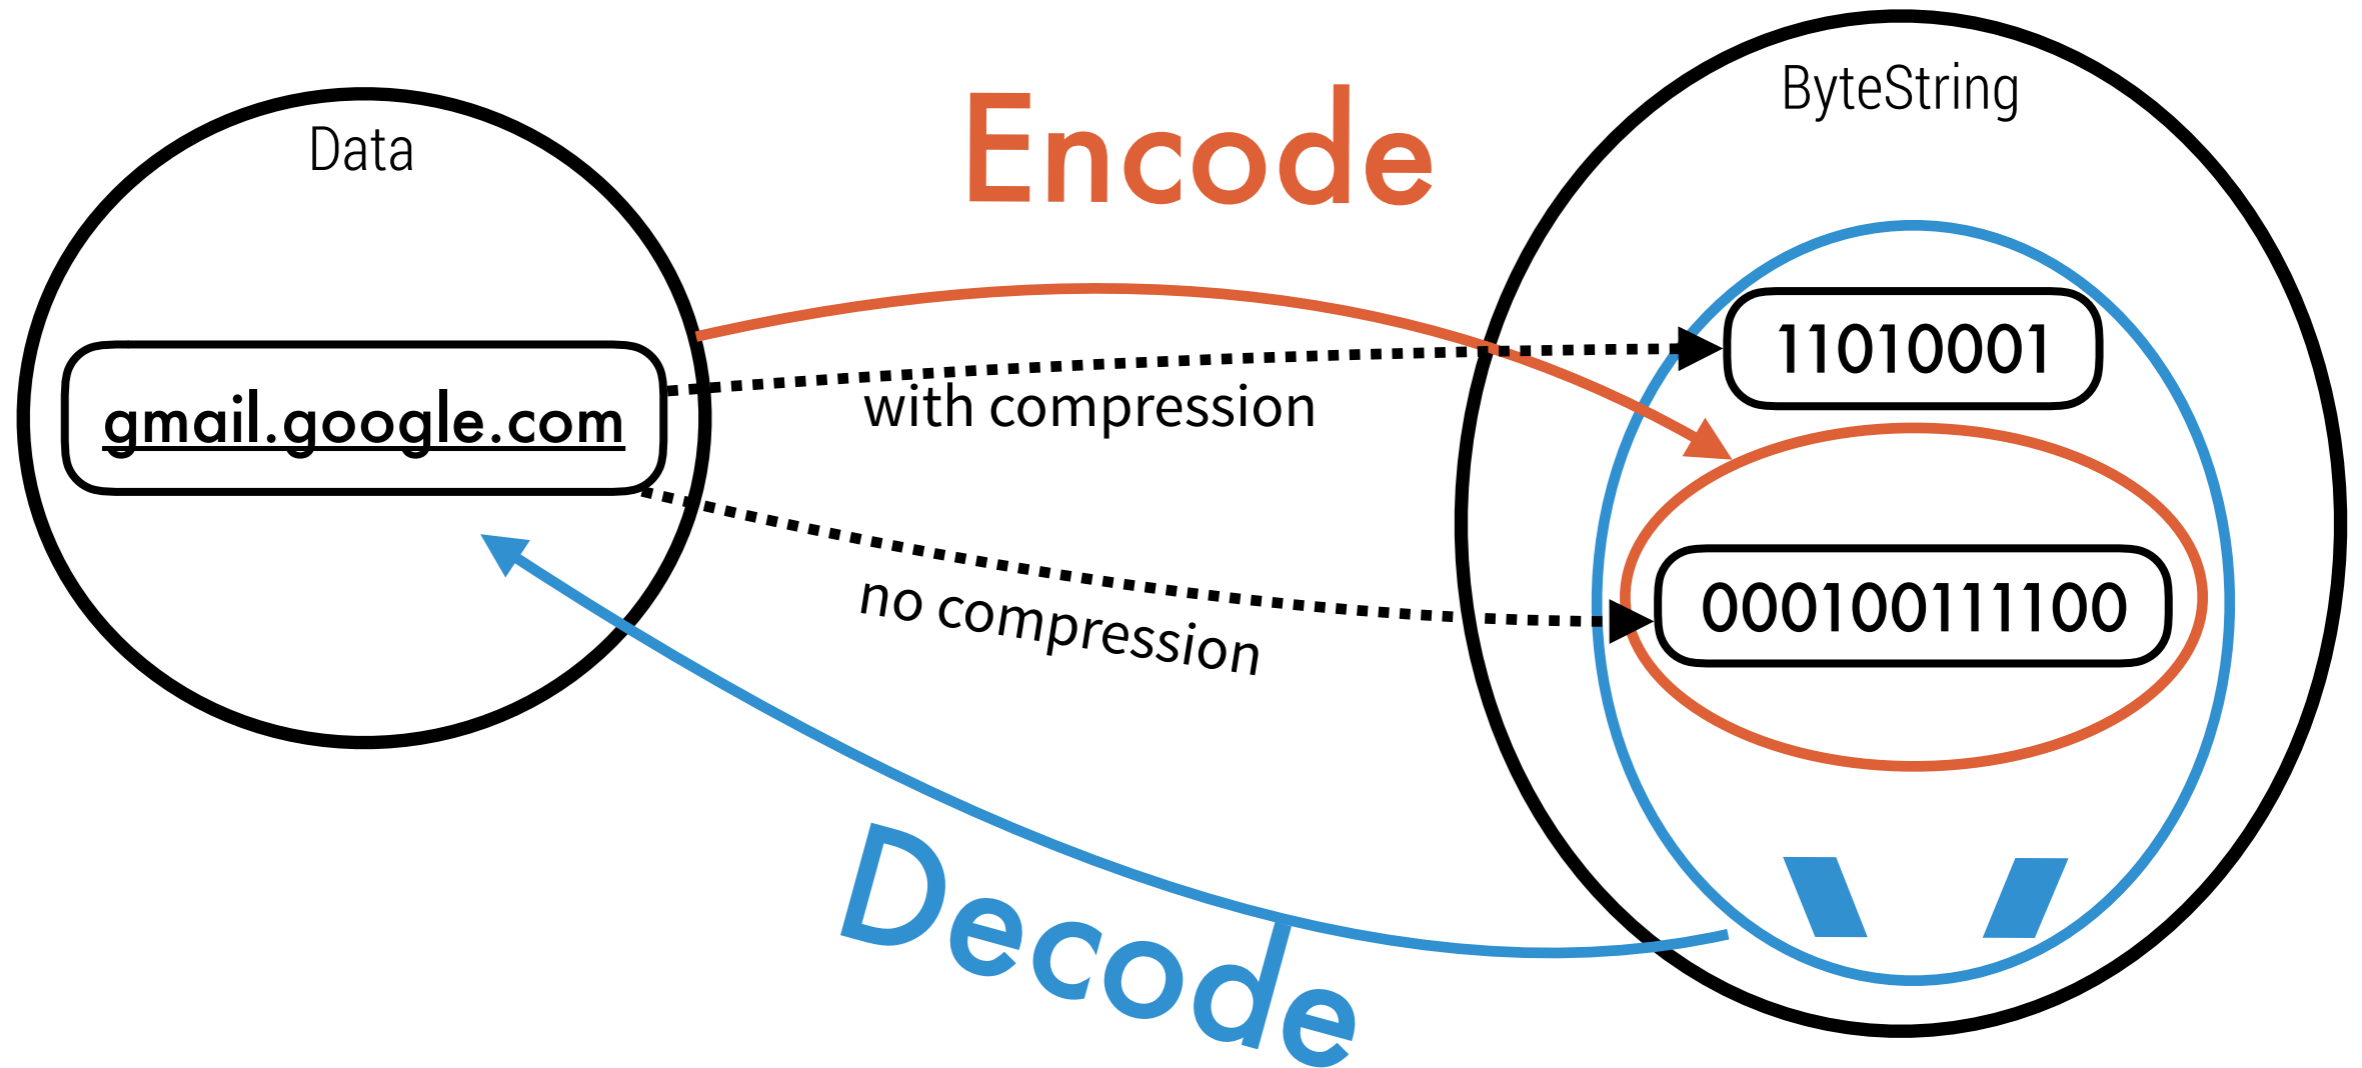 Data
gmail.google.com
Encode
with compression
no compression
Decode
ByteString
11010001
000100111100